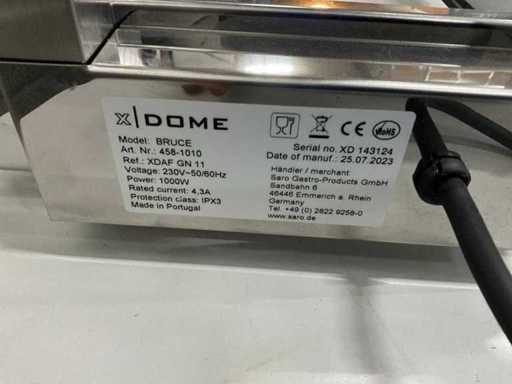 x|DOME
Model: BRUCE
Art. Nr.: 458-1010
Ref.: XDAF GN 11
Voltage: 230V~50/60Hz
Power: 1000W
Rated current: 4,3A
Protection class: IPX3
Made in Portugal
CE RoHS
Serial no. XD 143124
Date of manuf.: 25.07.2023
Händler / merchant
Saro Gastro-Products GmbH
Sandbahn 6
46446 Emmerich a. Rhein
Germany
Tel. +49 (0) 2822 9258-0
www.saro.de